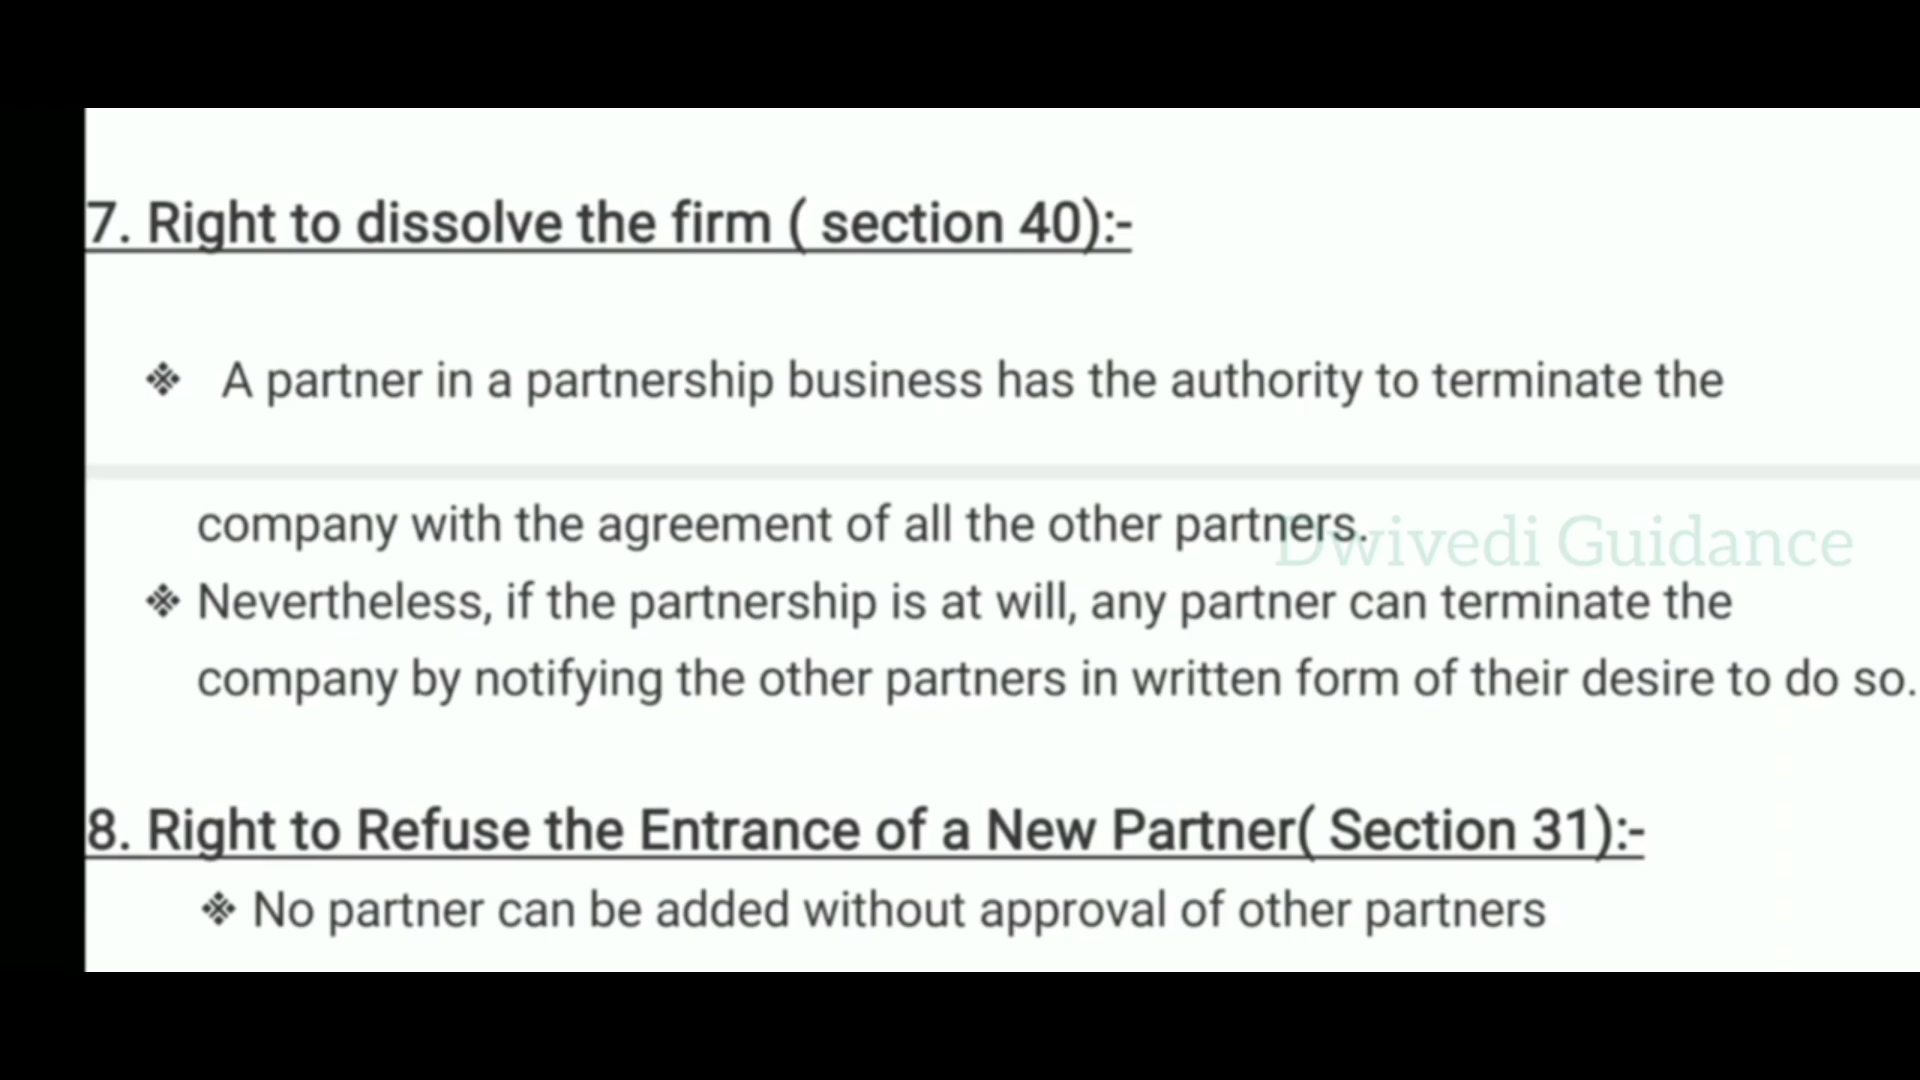 7. Right to dissolve the firm ( section 40):-
❖ A partner in a partnership business has the authority to terminate the
company with the agreement of all the other partners.
Dwivedi Guidance
❖ Nevertheless, if the partnership is at will, any partner can terminate the
company by notifying the other partners in written form of their desire to do so.
8. Right to Refuse the Entrance of a New Partner( Section 31):-
❖ No partner can be added without approval of other partners